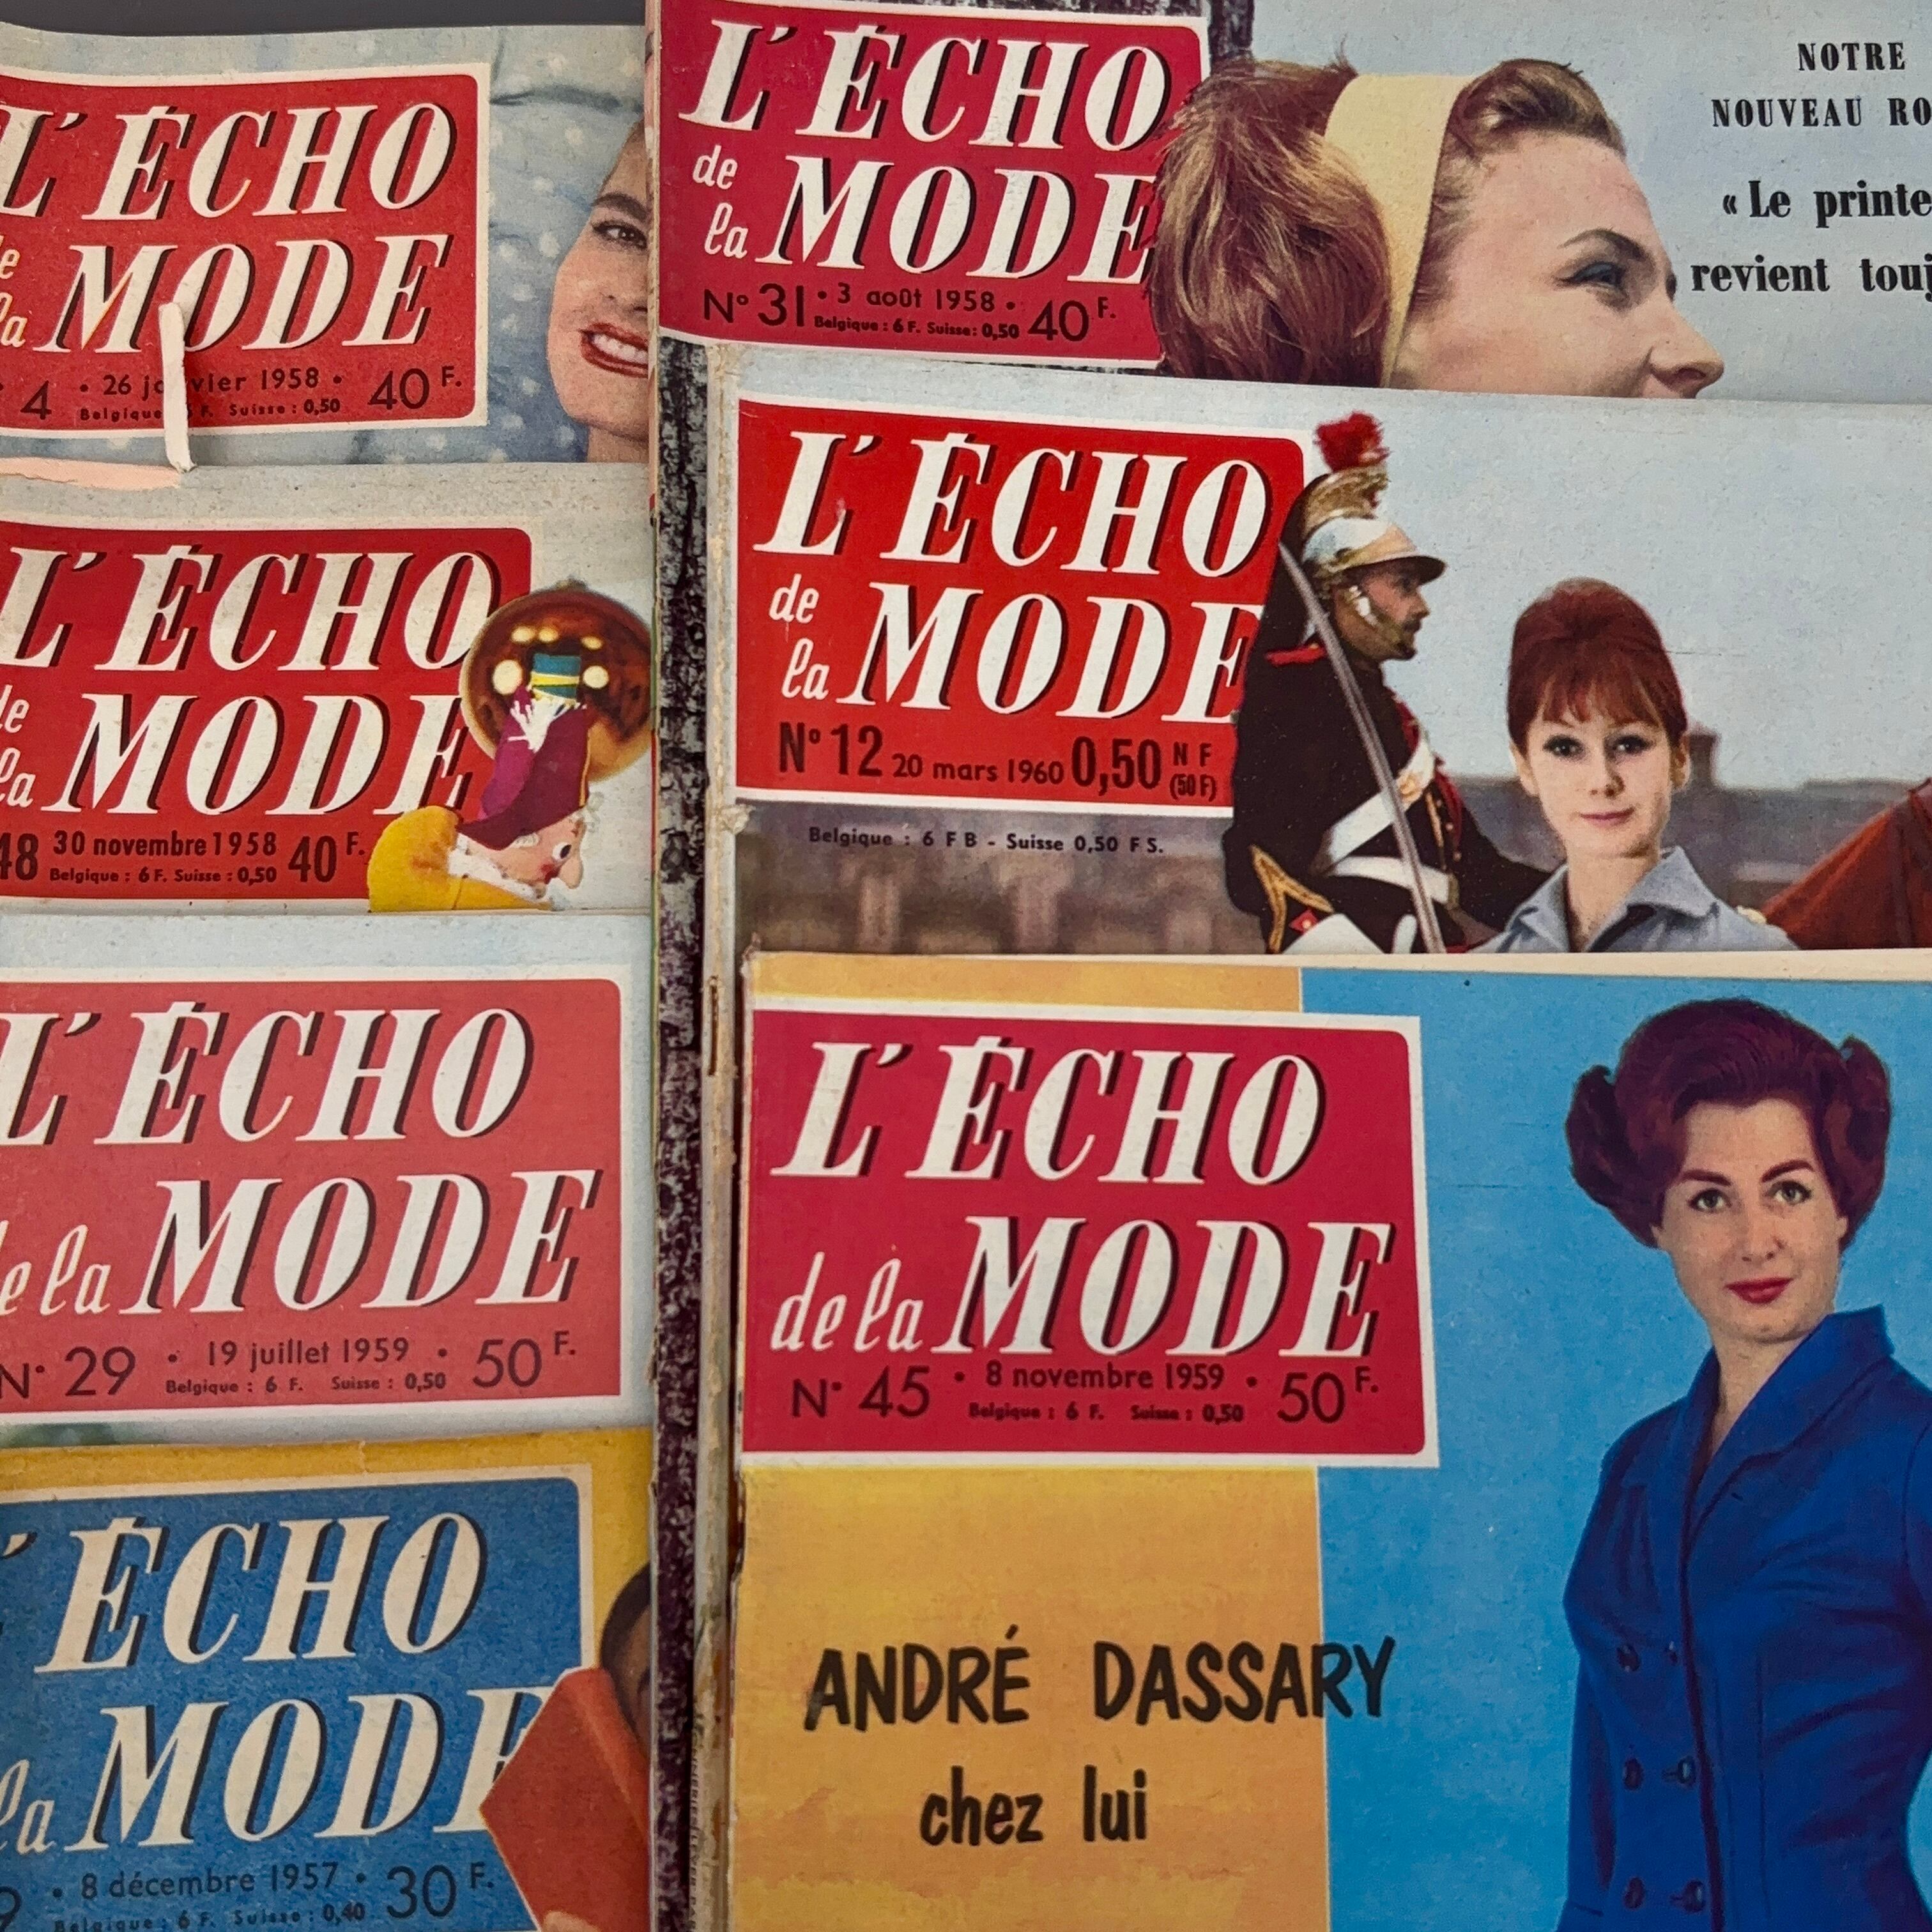 L'ÉCHO
de
la
MODE
4 • 26 janvier 1958 • 40 F.
Belgique F. Suisse : 0,50
L'ÉCHO
de
la
MODE
48 30 novembre 1958 40 F.
Belgique : 6 F. Suisse : 0,50
L'ÉCHO
de la MODE
N° 29 • 19 juillet 1959 • 50 F.
Belgique : 6 F. Suisse : 0,50
L'ÉCHO
la MODE
9 • 8 décembre 1957 • 30 F.
Belgique : 6 F. Suisse : 0,40
L'ÉCHO
de
la
MODE
N° 31 • 3 août 1958 • 40 F.
Belgique : 6 F. Suisse : 0,50
NOTRE
NOUVEAU RO
« Le printe
revient touj
L'ÉCHO
de
la
MODE
N° 12 20 mars 1960 0,50 N F
(50 F)
Belgique : 6 F B - Suisse 0,50 F S.
L'ÉCHO
de la MODE
N° 45 • 8 novembre 1959 • 50 F.
Belgique : 6 F. Suisse : 0,50
ANDRÉ DASSARY
chez lui